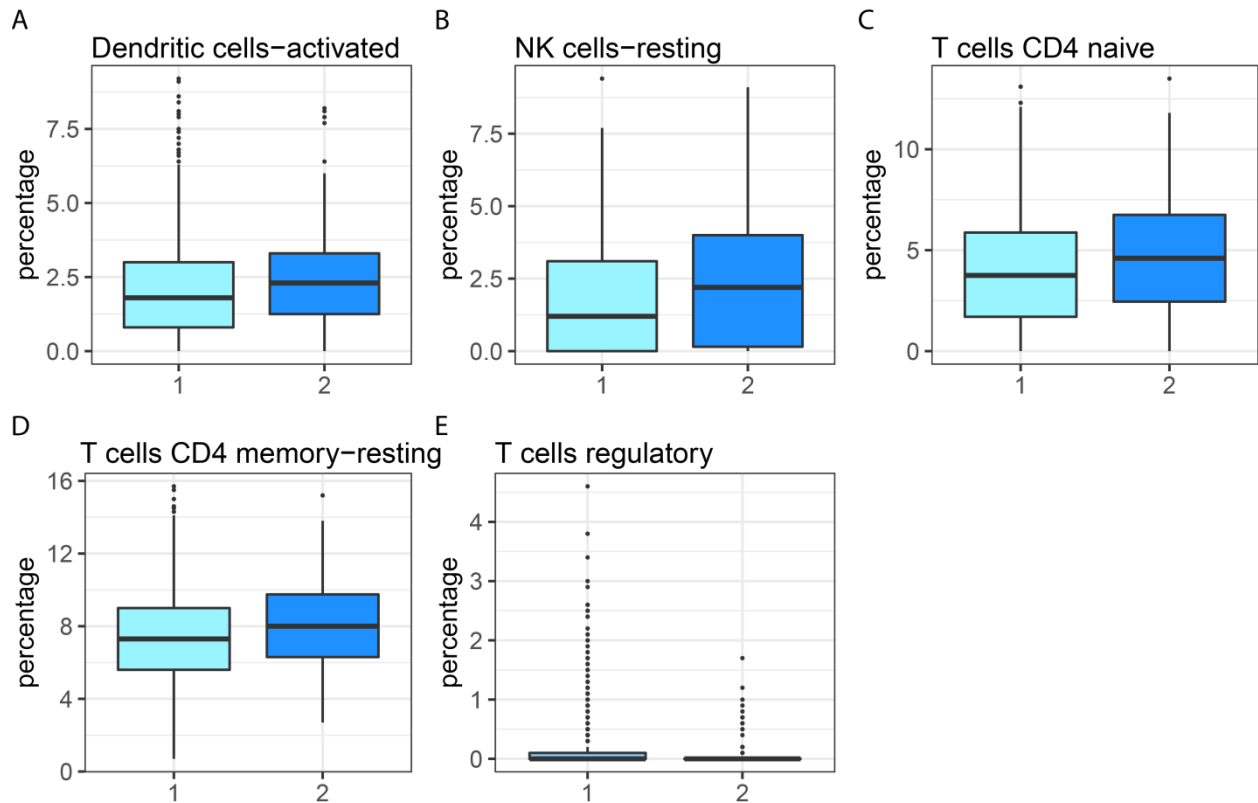 A
Dendritic cells−activated
percentage
7.5
5.0
2.5
0.0
1 2
B
NK cells−resting
percentage
7.5
5.0
2.5
0.0
1 2
C
T cells CD4 naive
percentage
10
5
0
1 2
D
T cells CD4 memory−resting
percentage
16
12
8
4
0
1 2
E
T cells regulatory
percentage
4
3
2
1
0
1 2